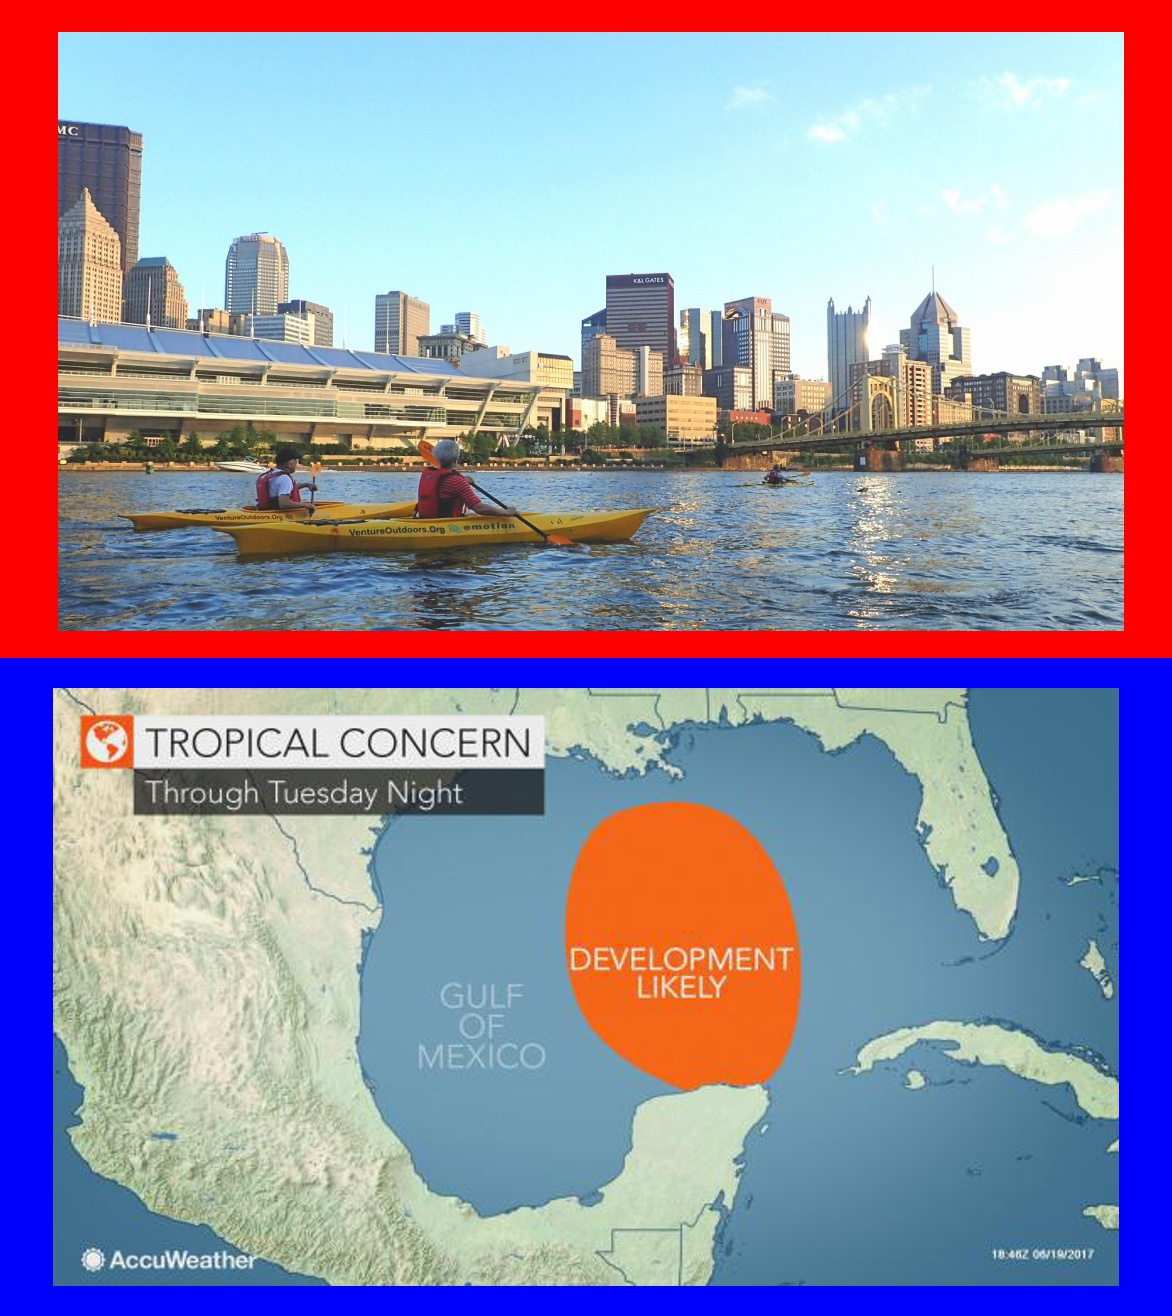 MC
K&L GATES
VentureOutdoors.Org
VentureOutdoors.Org emotion
TROPICAL CONCERN
Through Tuesday Night
DEVELOPMENT
LIKELY
GULF
OF
MEXICO
AccuWeather
18:46Z 06/19/2017